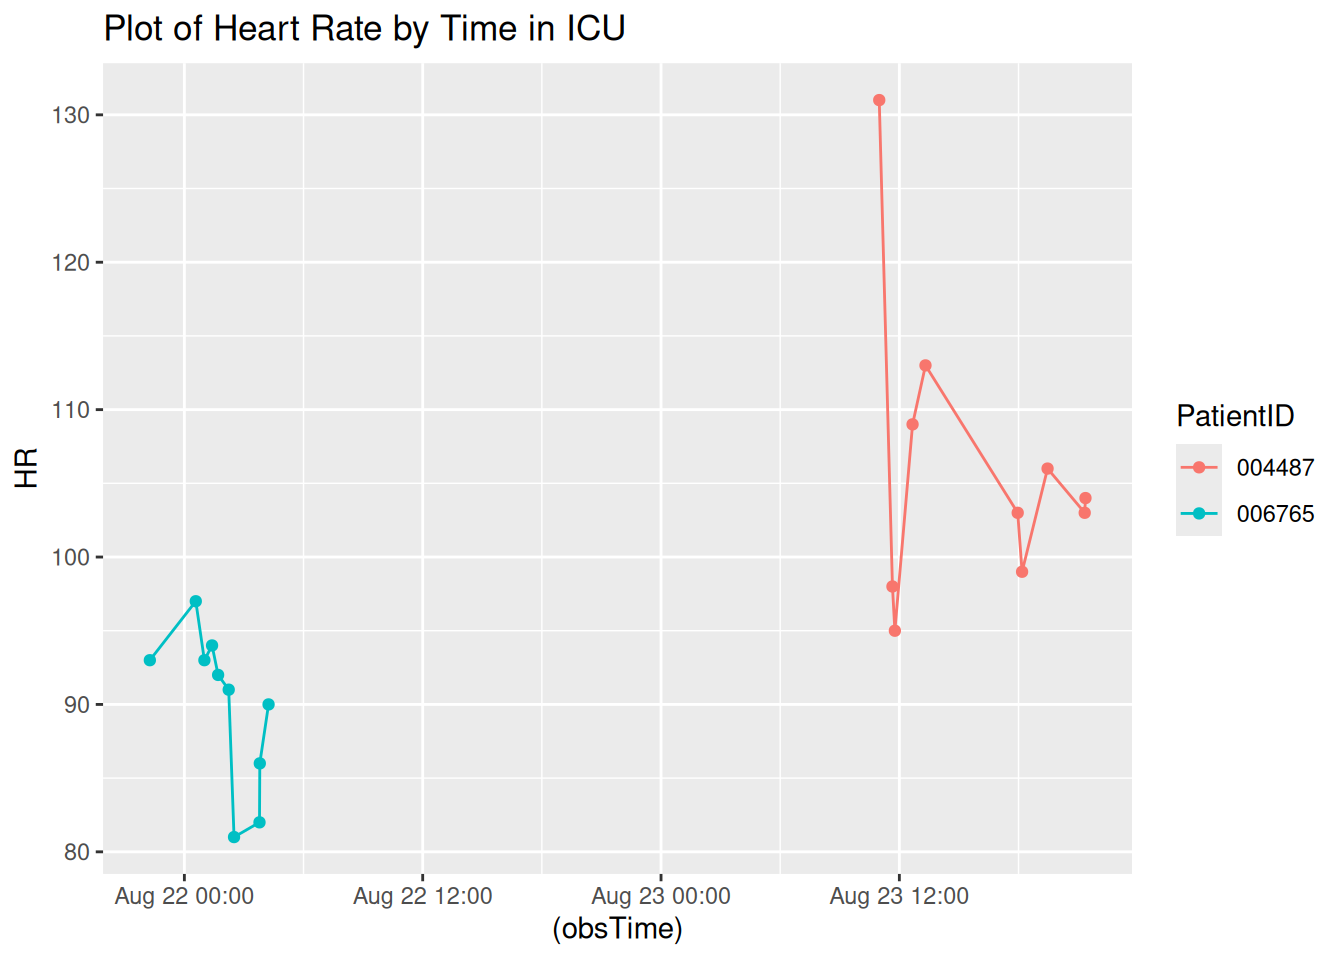 Plot of Heart Rate by Time in ICU
130
120
110
100
90
80
HR
Aug 22 00:00
Aug 22 12:00
Aug 23 00:00
Aug 23 12:00
(obsTime)
PatientID
004487
006765